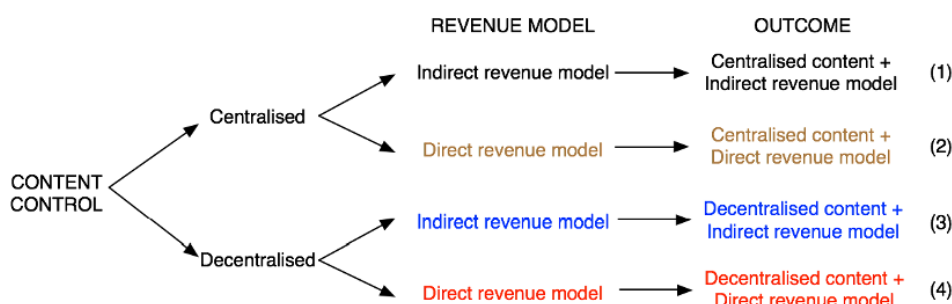 REVENUE MODEL
OUTCOME
Indirect revenue model
Centralised content +
Indirect revenue model
(1)
Centralised
Direct revenue model
Centralised content +
Direct revenue model
(2)
CONTENT
CONTROL
Indirect revenue model
Decentralised content +
Indirect revenue model
(3)
Decentralised
Direct revenue model
Decentralised content +
Direct revenue model
(4)